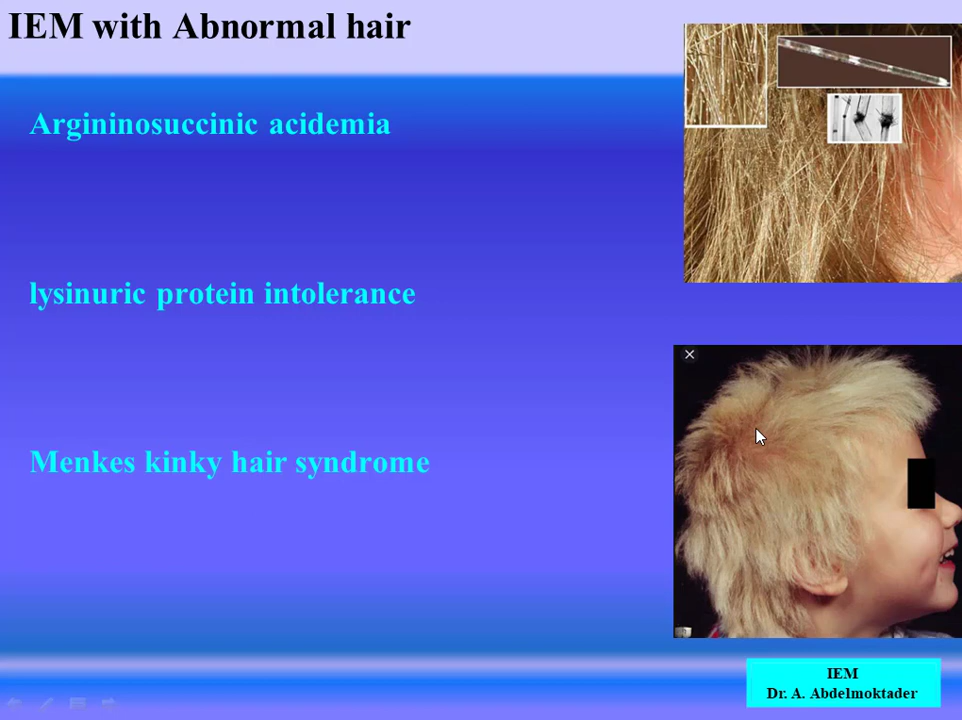 IEM with Abnormal hair
Argininosuccinic acidemia
lysinuric protein intolerance
Menkes kinky hair syndrome
IEM
Dr. A. Abdelmoktader